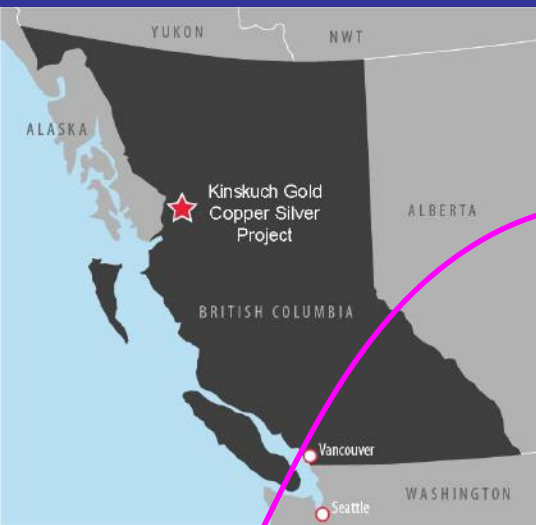 YUKON
NWT
ALASKA
Kinskuch Gold
Copper Silver
Project
ALBERTA
BRITISH COLUMBIA
Vancouver
WASHINGTON
Seattle